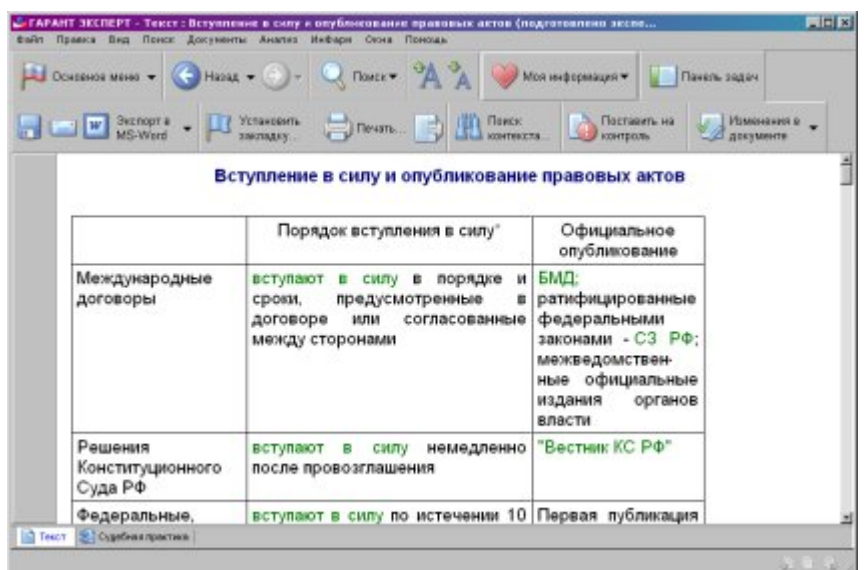 ГАРАНТ ЭКСПЕРТ - Текст : Вступление в силу и опубликование правовых актов (подготовлено экспе...
Файл Правка Вид Поиск Документы Анализ Инфарм Окна Помощь
Основное меню Назад Поиск Моя информация Панель задач
Экспорт в MS-Word Установить закладку... Печать... Поиск контекста... Поставить на контроль Изменения в документе
Вступление в силу и опубликование правовых актов
Порядок вступления в силу* Официальное
опубликование
Международные вступают в силу в порядке и БМД;
договоры сроки, предусмотренные в ратифицированные
договоре или согласованные федеральными
между сторонами законами - СЗ РФ;
межведомствен-
ные официальные
издания органов
власти
Решения вступают в силу немедленно "Вестник КС РФ"
Конституционного после провозглашения
Суда РФ
Федеральные, вступают в силу по истечении 10 Первая публикация
Текст Судебная практика